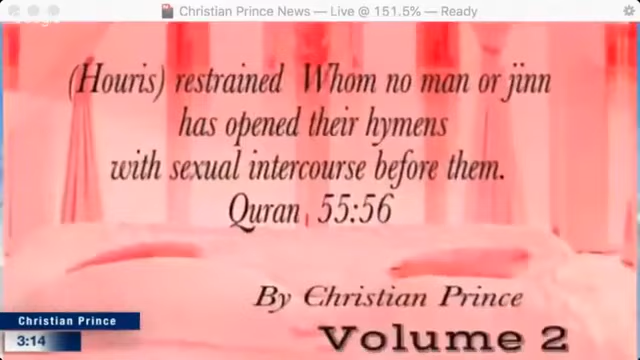 Christian Prince News — Live @ 151.5% — Ready
(Houris) restrained Whom no man or jinn
has opened their hymens
with sexual intercourse before them.
Quran 55:56
By Christian Prince
Volume 2
Christian Prince
3:14